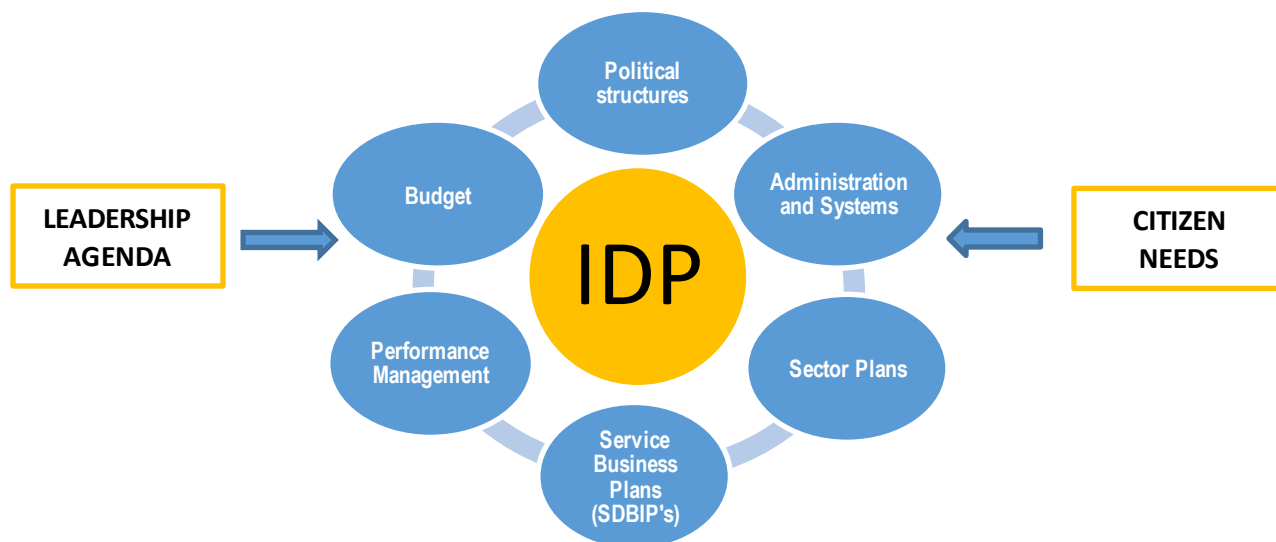 Political
structures
Budget
Administration
and Systems
LEADERSHIP
AGENDA
IDP
CITIZEN
NEEDS
Performance
Management
Sector Plans
Service
Business
Plans
(SDBIP's)